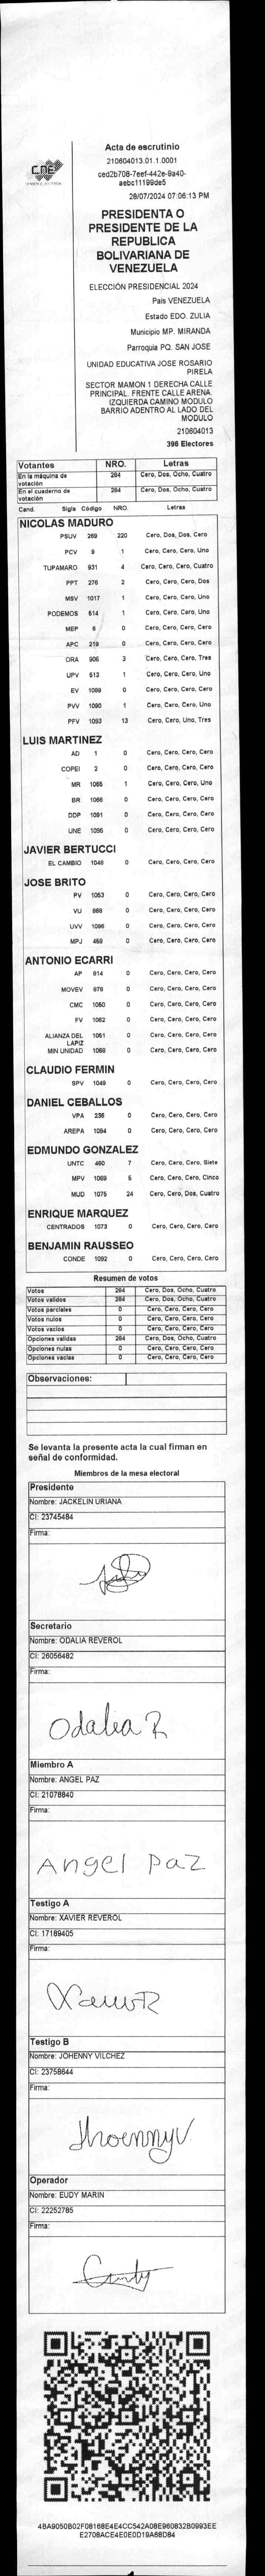 Acta de escrutinio
210604013.01.1.0001
ced2b708-7eef-442e-9a40-
aebc11199de5
28/07/2024 07:06:13 PM
CNE
PRESIDENTA O
PRESIDENTE DE LA
REPUBLICA
BOLIVARIANA DE
VENEZUELA
ELECCIÓN PRESIDENCIAL 2024
Pais VENEZUELA
Estado EDO. ZULIA
Municipio MP. MIRANDA
Parroquia PQ. SAN JOSE
UNIDAD EDUCATIVA JOSE ROSARIO
PIRELA
SECTOR MAMON 1 DERECHA CALLE
PRINCIPAL. FRENTE CALLE ARENA.
IZQUIERDA CAMINO MODULO
BARRIO ADENTRO AL LADO DEL
MODULO
210604013
396 Electores
Votantes NRO. Letras
En la máquina de votación 284 Cero, Dos, Ocho, Cuatro
En el cuaderno de votación 284 Cero, Dos, Ocho, Cuatro
Cand. Sigla Código NRO. Letras
NICOLAS MADURO
PSUV 269 220 Cero, Dos, Dos, Cero
PCV 9 1 Cero, Cero, Cero, Uno
TUPAMARO 931 4 Cero, Cero, Cero, Cuatro
PPT 276 2 Cero, Cero, Cero, Dos
MSV 1017 1 Cero, Cero, Cero, Uno
PODEMOS 514 1 Cero, Cero, Cero, Uno
MEP 6 0 Cero, Cero, Cero, Cero
APC 219 0 Cero, Cero, Cero, Cero
ORA 906 3 Cero, Cero, Cero, Tres
UPV 513 1 Cero, Cero, Cero, Uno
EV 0 Cero, Cero, Cero, Cero
PVV 1090 1 Cero, Cero, Cero, Uno
PFV 1093 13 Cero, Cero, Uno, Tres
LUIS MARTINEZ
AD 1 0 Cero, Cero, Cero, Cero
COPEI 2 0 Cero, Cero, Cero, Cero
MR 1065 1 Cero, Cero, Cero, Uno
BR 1066 0 Cero, Cero, Cero, Cero
DDP 1091 0 Cero, Cero, Cero, Cero
UNE 1095 0 Cero, Cero, Cero, Cero
JAVIER BERTUCCI
EL CAMBIO 1048 0 Cero, Cero, Cero, Cero
JOSE BRITO
PV 1053 0 Cero, Cero, Cero, Cero
VU 868 0 Cero, Cero, Cero, Cero
UVV 1096 0 Cero, Cero, Cero, Cero
MPJ 458 0 Cero, Cero, Cero, Cero
ANTONIO ECARRI
AP 814 0 Cero, Cero, Cero, Cero
MOVEV 978 0 Cero, Cero, Cero, Cero
CMC 1050 0 Cero, Cero, Cero, Cero
FV 1062 0 Cero, Cero, Cero, Cero
ALIANZA DEL LAPIZ 1051 0 Cero, Cero, Cero, Cero
MIN UNIDAD 1068 0 Cero, Cero, Cero, Cero
CLAUDIO FERMIN
SPV 1049 0 Cero, Cero, Cero, Cero
DANIEL CEBALLOS
VPA 236 0 Cero, Cero, Cero, Cero
AREPA 1094 0 Cero, Cero, Cero, Cero
EDMUNDO GONZALEZ
UNTC 460 7 Cero, Cero, Cero, Siete
MPV 5 Cero, Cero, Cero, Cinco
MUD 1075 24 Cero, Cero, Dos, Cuatro
ENRIQUE MARQUEZ
CENTRADOS 1073 0 Cero, Cero, Cero, Cero
BENJAMIN RAUSSEO
CONDE 1092 0 Cero, Cero, Cero, Cero
Resumen de votos
Votos 284 Cero, Dos, Ocho, Cuatro
Votos validos 284 Cero, Dos, Ocho, Cuatro
Votos parciales 0 Cero, Cero, Cero, Cero
Votos nulos 0 Cero, Cero, Cero, Cero
Votos vacios 0 Cero, Cero, Cero, Cero
Opciones validas 284 Cero, Dos, Ocho, Cuatro
Opciones nulas 0 Cero, Cero, Cero, Cero
Opciones vacias 0 Cero, Cero, Cero, Cero
Observaciones:
Se levanta la presente acta la cual firman en
señal de conformidad.
Miembros de la mesa electoral
Presidente
Nombre: JACKELIN URIANA
CI: 23745484
Firma:
Secretario
Nombre: ODALIA REVEROL
CI: 26056482
Firma:
Odalia R
Miembro A
Nombre: ANGEL PAZ
CI: 21076840
Firma:
Angel Paz
Testigo A
Nombre: XAVIER REVEROL
CI: 17189405
Firma:
Testigo B
Nombre: JOHENNY VILCHEZ
CI: 23758644
Firma:
Operador
Nombre: EUDY MARIN
CI: 22252785
Firma:
4BA9050B02F08168E4E4CC542A08E960832B0993EE
E2708ACE4E0E0D19A6BD84